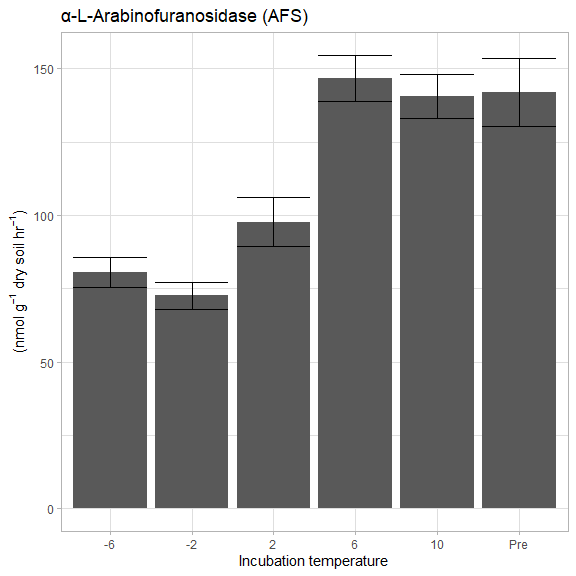 α-L-Arabinofuranosidase (AFS)
150
100
50
0
(nmol g⁻¹ dry soil hr⁻¹)
-6 -2 2 6 10 Pre
Incubation temperature